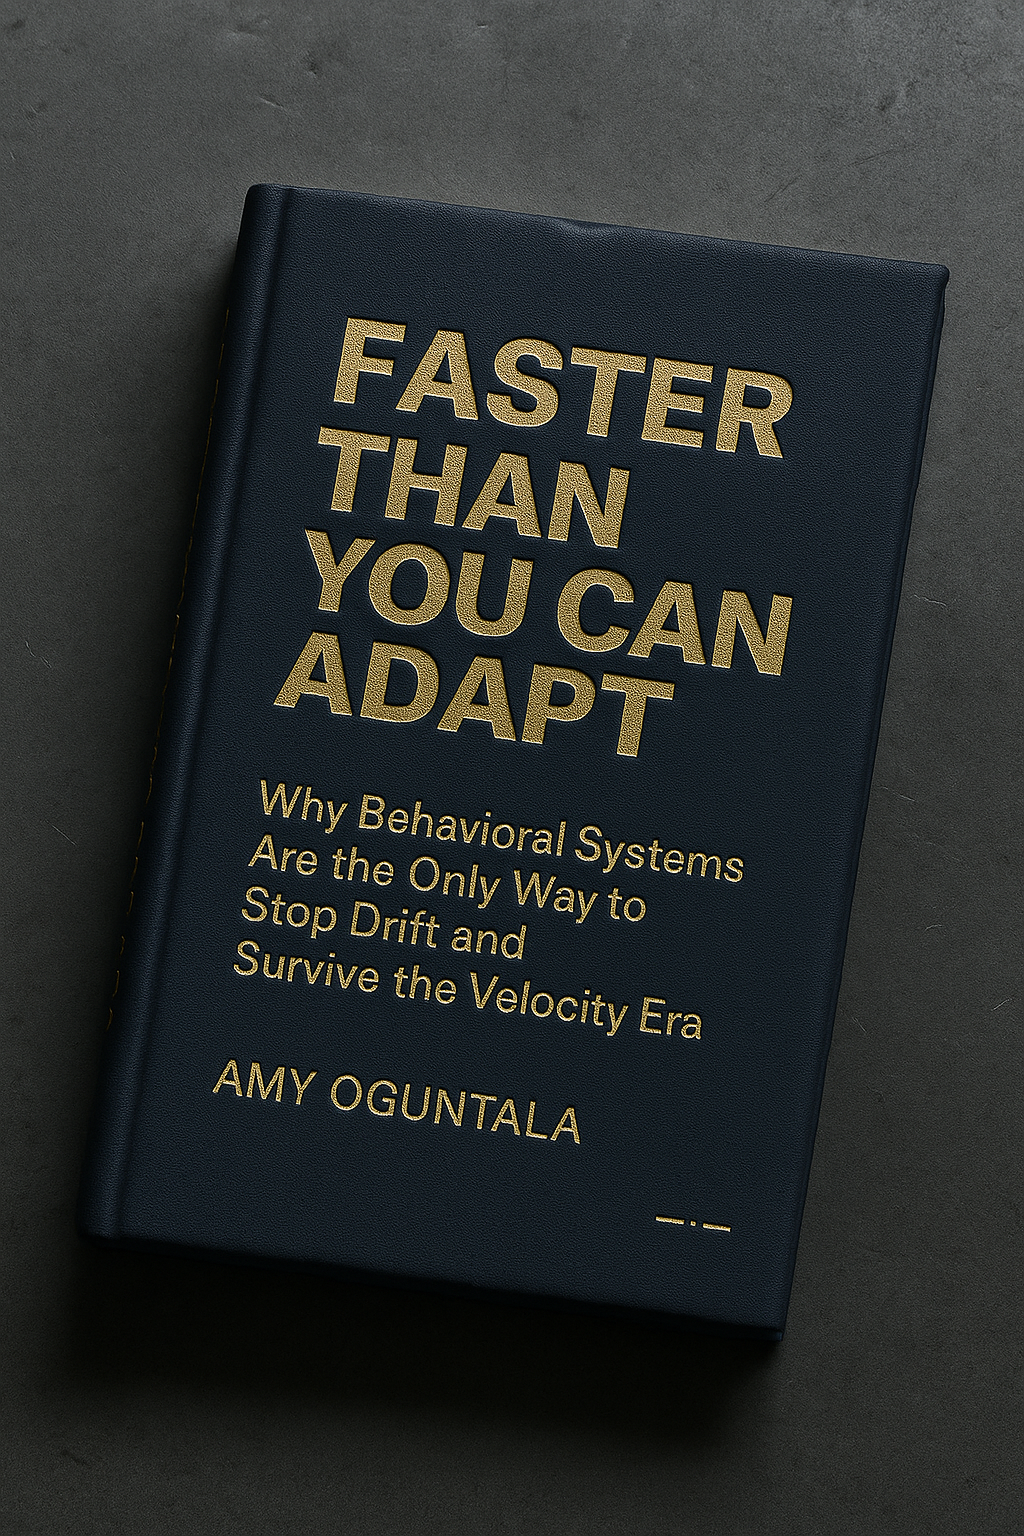 FASTER
THAN
YOU CAN
ADAPT
Why Behavioral Systems
Are the Only Way to
Stop Drift and
Survive the Velocity Era
AMY OGUNTALA